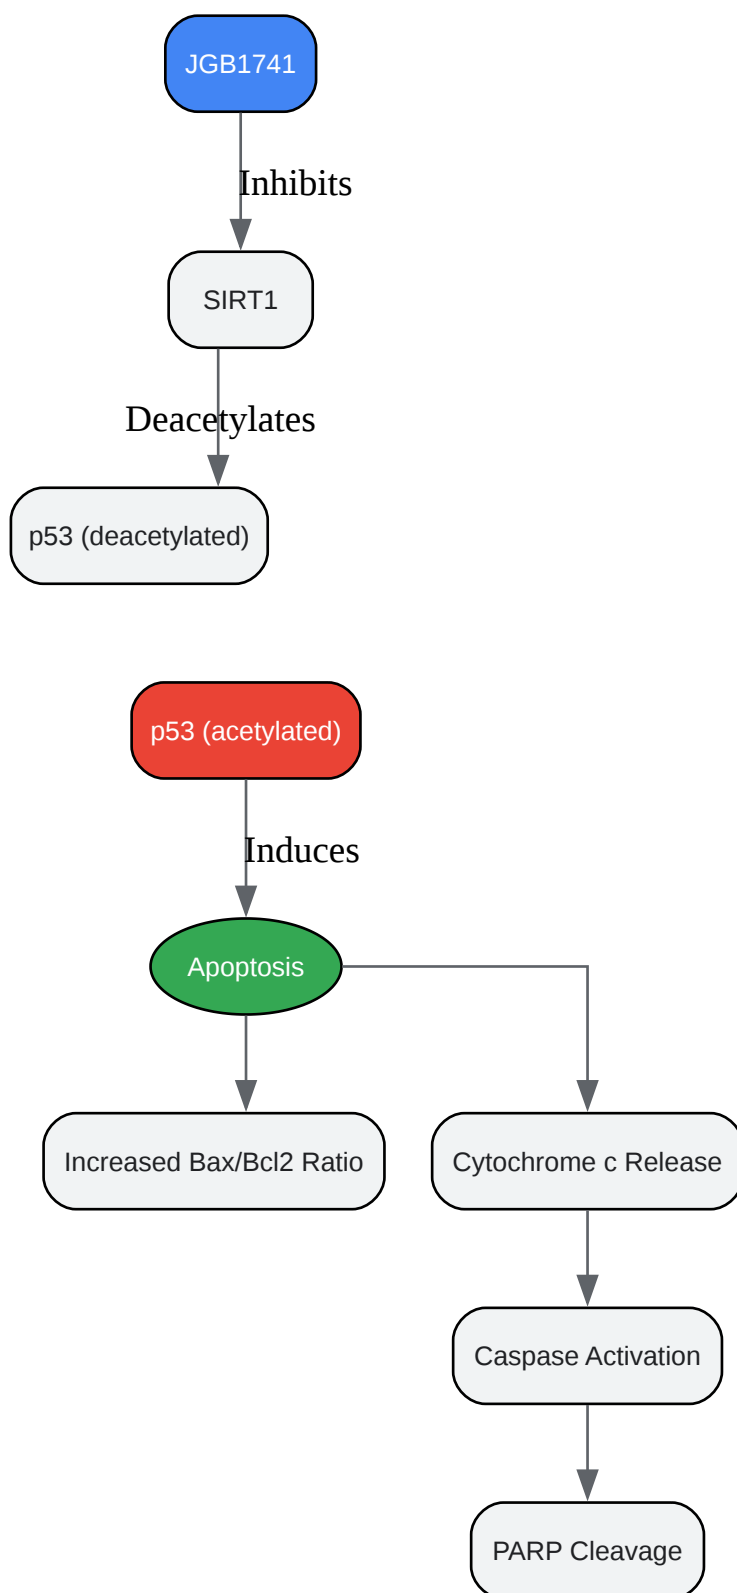 JGB1741
Inhibits
SIRT1
Deacetylates
p53 (deacetylated)
p53 (acetylated)
Induces
Apoptosis
Increased Bax/Bcl2 Ratio
Cytochrome c Release
Caspase Activation
PARP Cleavage